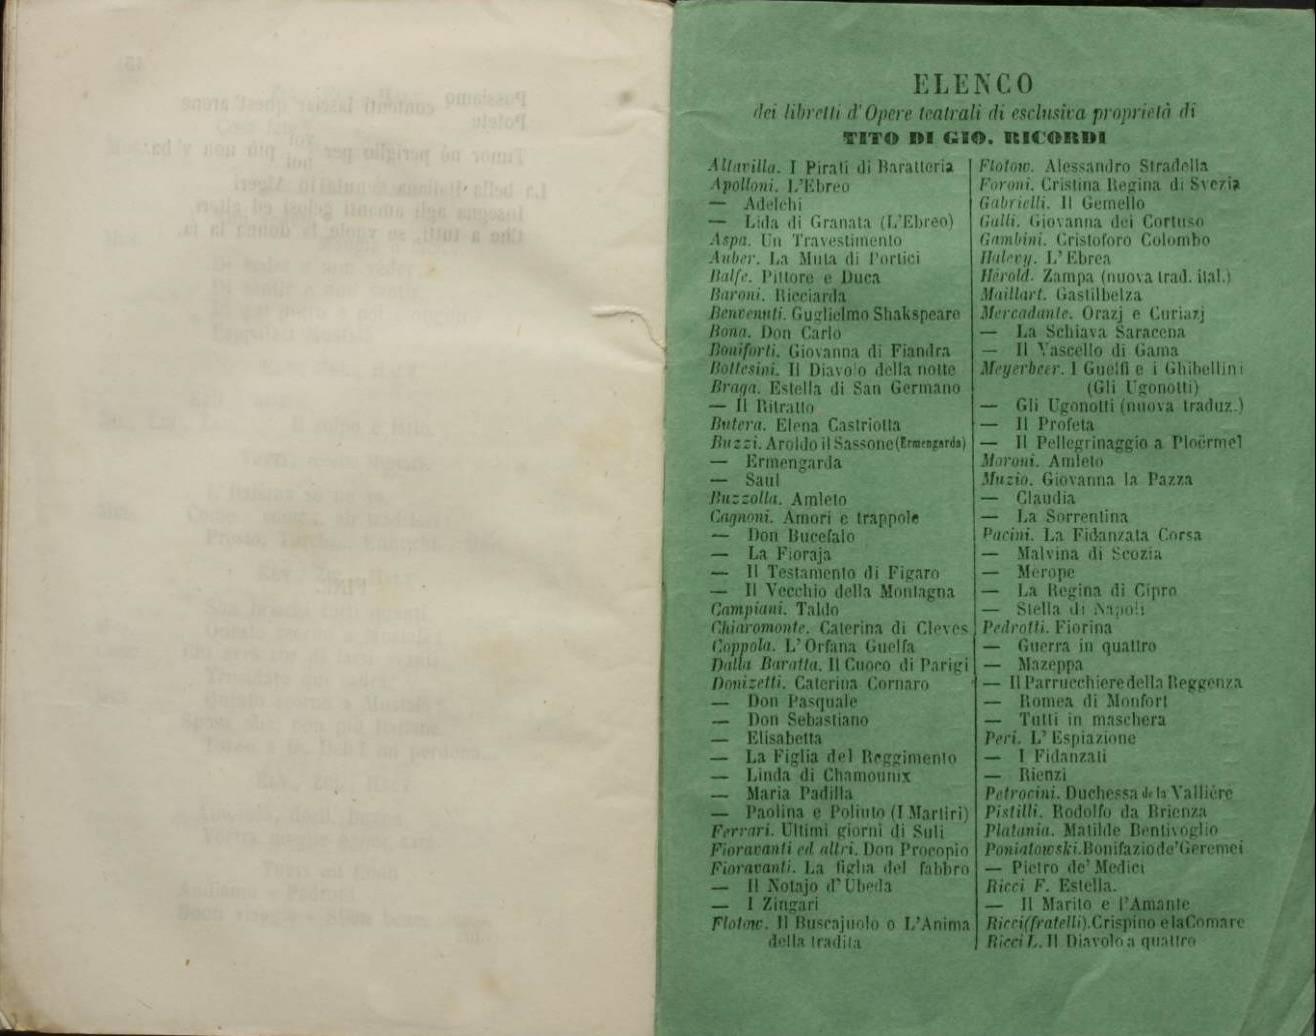 ELENCO
dei libretti d'Opere teatrali di esclusiva proprietà di
TITO DI GIO. RICORDI
Altavilla. I Pirati di Baratteria
Apolloni. L'Ebreo
— Adelchi
— Lida di Granata (L'Ebreo)
Aspa. Un Travestimento
Auber. La Muta di Portici
Balfe. Pittore e Duca
Baroni. Ricciarda
Benvenuti. Guglielmo Shakspeare
Bona. Don Carlo
Boniforti. Giovanna di Fiandra
Bottesini. Il Diavolo della notte
Braga. Estella di San Germano
— Il Ritratto
Butera. Elena Castriotta
Buzzi. Aroldo il Sassone (Ermengarda)
— Ermengarda
— Saul
Buzzolla. Amleto
Cagnoni. Amori e trappole
— Don Bucefalo
— La Fioraja
— Il Testamento di Figaro
— Il Vecchio della Montagna
Campiani. Taldo
Chiaromonte. Caterina di Cleves
Coppola. L'Orfana Guelfa
Dalla Baratta. Il Cuoco di Parigi
Donizetti. Caterina Cornaro
— Don Pasquale
— Don Sebastiano
— Elisabetta
— La Figlia del Reggimento
— Linda di Chamounix
— Maria Padilla
— Paolina e Poliuto (I Martiri)
Ferrari. Ultimi giorni di Suli
Fioravanti ed altri. Don Procopio
Fioravanti. La figlia del fabbro
— Il Notajo d'Ubeda
— I Zingari
Flotow. Il Boscajuolo o L'Anima
della tradita
Flotow. Alessandro Stradella
Foroni. Cristina Regina di Svezia
Gabrielli. Il Gemello
Galli. Giovanna dei Cortuso
Gambini. Cristoforo Colombo
Halevy. L'Ebrea
Hérold. Zampa (nuova trad. ital.)
Maillart. Gastilbelza
Mercadante. Orazj e Curiazj
— La Schiava Saracena
— Il Vascello di Gama
Meyerbeer. I Guelfi e i Ghibellini
(Gli Ugonotti)
— Gli Ugonotti (nuova traduz.)
— Il Profeta
— Il Pellegrinaggio a Ploërmel
Moroni. Amleto
Muzio. Giovanna la Pazza
— Claudia
— La Sorrentina
Pacini. La Fidanzata Corsa
— Malvina di Scozia
— Merope
— La Regina di Cipro
— Stella di Napoli
Pedrotti. Fiorina
— Guerra in quattro
— Mazeppa
— Il Parrucchiere della Reggenza
— Romea di Monfort
— Tutti in maschera
Peri. L'Espiazione
— I Fidanzati
— Rienzi
Petrocini. Duchessa de la Vallière
Pistilli. Rodolfo da Brienza
Platania. Matilde Bentivoglio
Poniatowski. Bonifazio de' Geremei
— Pietro de' Medici
Ricci F. Estella.
— Il Marito e l'Amante
Ricci (fratelli). Crispino e la Comare
Ricci L. Il Diavolo a quattro